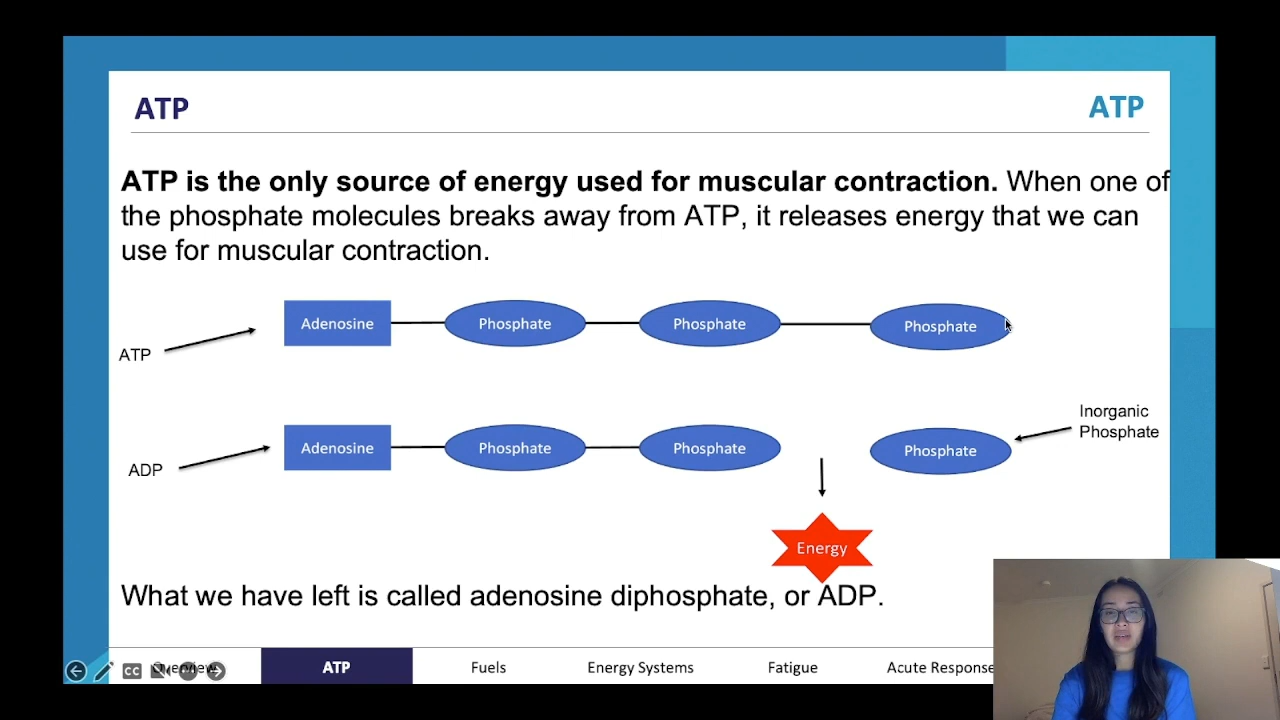 ATP
ATP
ATP is the only source of energy used for muscular contraction. When one of
the phosphate molecules breaks away from ATP, it releases energy that we can
use for muscular contraction.
Adenosine
Phosphate
Phosphate
Phosphate
ATP
Inorganic
Phosphate
Adenosine
Phosphate
Phosphate
Phosphate
ADP
Energy
What we have left is called adenosine diphosphate, or ADP.
CC
Overview
ATP
Fuels
Energy Systems
Fatigue
Acute Response